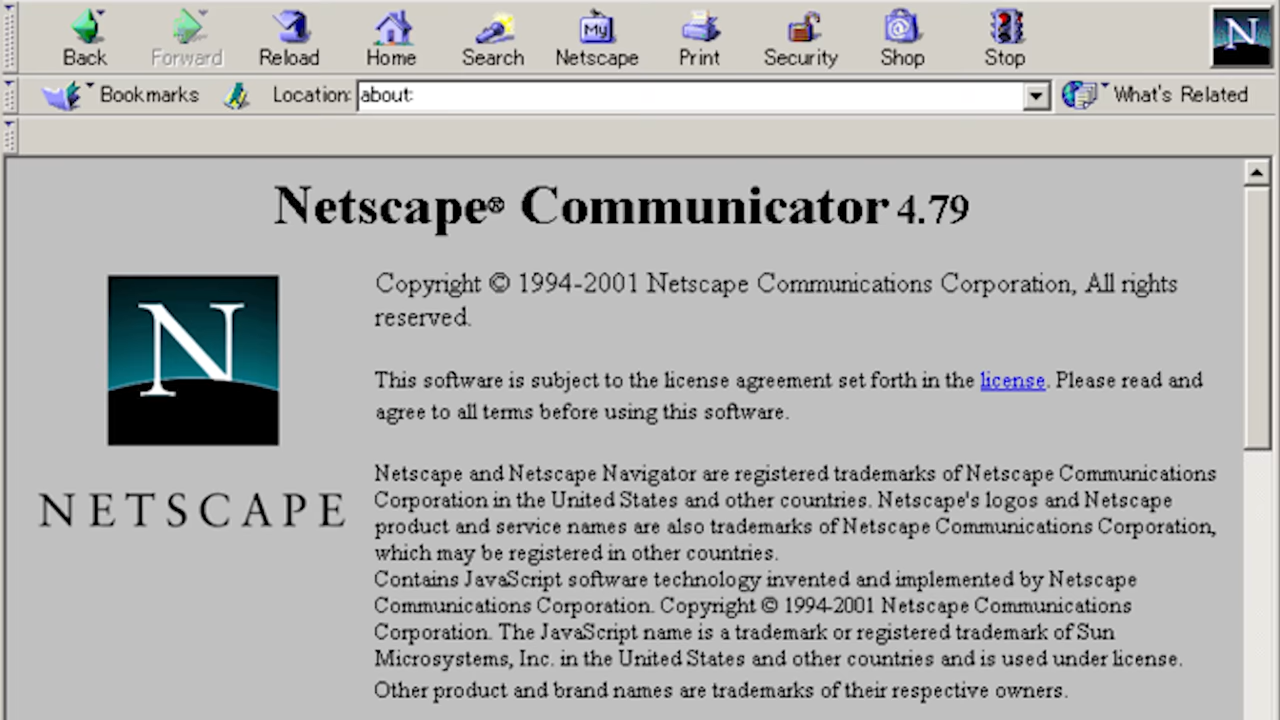 Back Forward Reload Home Search Netscape Print Security Shop Stop
My
N
Bookmarks Location: about: What's Related
Netscape® Communicator 4.79
N
NETSCAPE
Copyright © 1994-2001 Netscape Communications Corporation, All rights
reserved.
This software is subject to the license agreement set forth in the license. Please read and
agree to all terms before using this software.
Netscape and Netscape Navigator are registered trademarks of Netscape Communications
Corporation in the United States and other countries. Netscape's logos and Netscape
product and service names are also trademarks of Netscape Communications Corporation,
which may be registered in other countries.
Contains JavaScript software technology invented and implemented by Netscape
Communications Corporation. Copyright © 1994-2001 Netscape Communications
Corporation. The JavaScript name is a trademark or registered trademark of Sun
Microsystems, Inc. in the United States and other countries and is used under license.
Other product and brand names are trademarks of their respective owners.